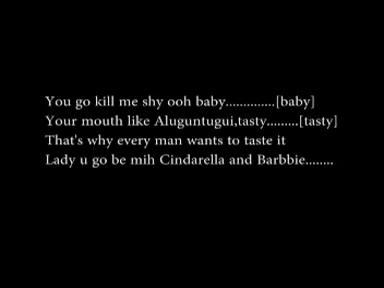 You go kill me shy ooh baby..............[baby]
Your mouth like Aluguntugui,tasty.........[tasty]
That's why every man wants to taste it
Lady u go be mih Cindarella and Barbbie........